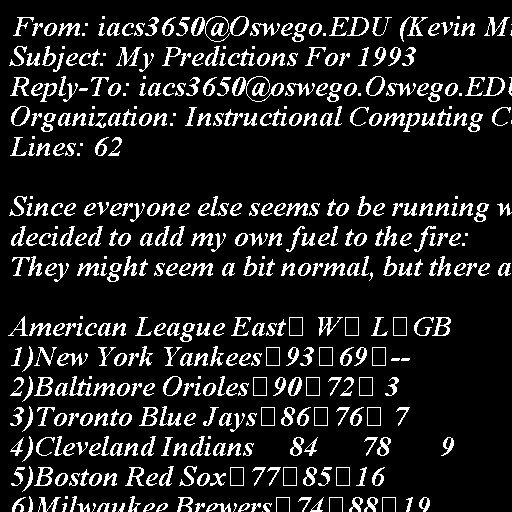 From: iacs3650@Oswego.EDU (Kevin
Subject: My Predictions For 1993
Reply-To: iacs3650@oswego.Oswego.EDU
Organization: Instructional Computing
Lines: 62

Since everyone else seems to be running
decided to add my own fuel to the fire:
They might seem a bit normal, but there

American League East W L GB
1)New York Yankees 93 69 --
2)Baltimore Orioles 90 72 3
3)Toronto Blue Jays 86 76 7
4)Cleveland Indians 84 78 9
5)Boston Red Sox 77 85 16
6)Milwaukee Brewers 74 88 19